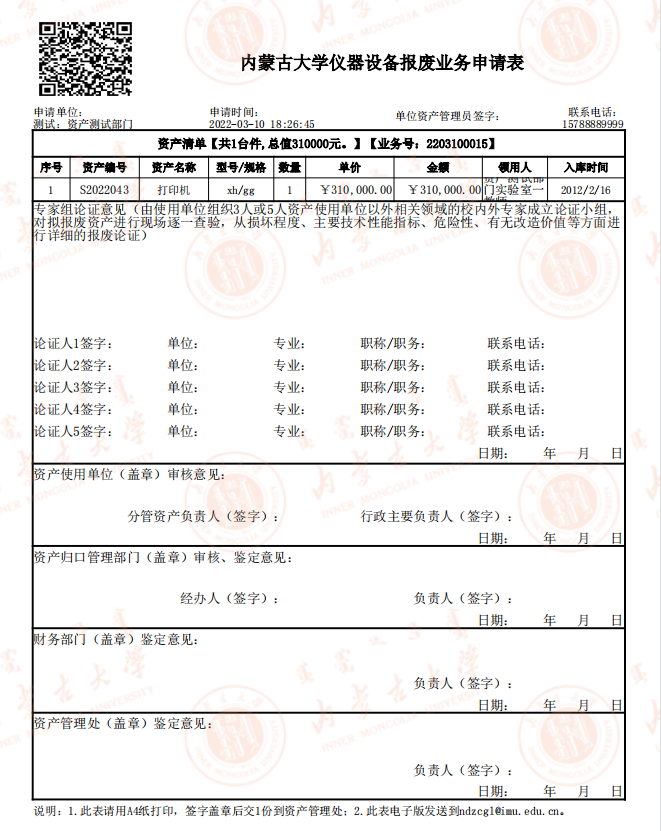 内蒙古大学仪器设备报废业务申请表
申请单位: 申请时间: 单位资产管理员签字: 联系电话:
测试: 资产测试部门 2022-03-10 18:26:45 15788889999
资产清单【共1台件,总值310000元。】【业务号: 2203100015】
序号 资产编号 资产名称 型号/规格 数量 单价 金额 领用人 入库时间
1 S2022043 打印机 xh/gg 1 ￥310,000.00 ￥310,000.00 门实验室一 2012/2/16
专家组论证意见（由使用单位组织3人或5人资产使用单位以外相关领域的校内外专家成立论证小组,
对拟报废资产进行现场逐一查验, 从损坏程度、主要技术性能指标、危险性、有无改造价值等方面进
行详细的报废论证）
论证人1签字: 单位: 专业: 职称/职务: 联系电话:
论证人2签字: 单位: 专业: 职称/职务: 联系电话:
论证人3签字: 单位: 专业: 职称/职务: 联系电话:
论证人4签字: 单位: 专业: 职称/职务: 联系电话:
论证人5签字: 单位: 专业: 职称/职务: 联系电话:
日期: 年 月 日
资产使用单位（盖章）审核意见:
分管资产负责人（签字）: 行政主要负责人（签字）:
日期: 年 月 日
资产归口管理部门（盖章）审核、鉴定意见:
经办人（签字）: 负责人（签字）:
日期: 年 月 日
财务部门（盖章）鉴定意见:
负责人（签字）:
日期: 年 月 日
资产管理处（盖章）鉴定意见:
负责人（签字）:
日期: 年 月 日
说明: 1.此表请用A4纸打印, 签字盖章后交1份到资产管理处; 2.此表电子版发送到ndzcgl@imu.edu.cn。